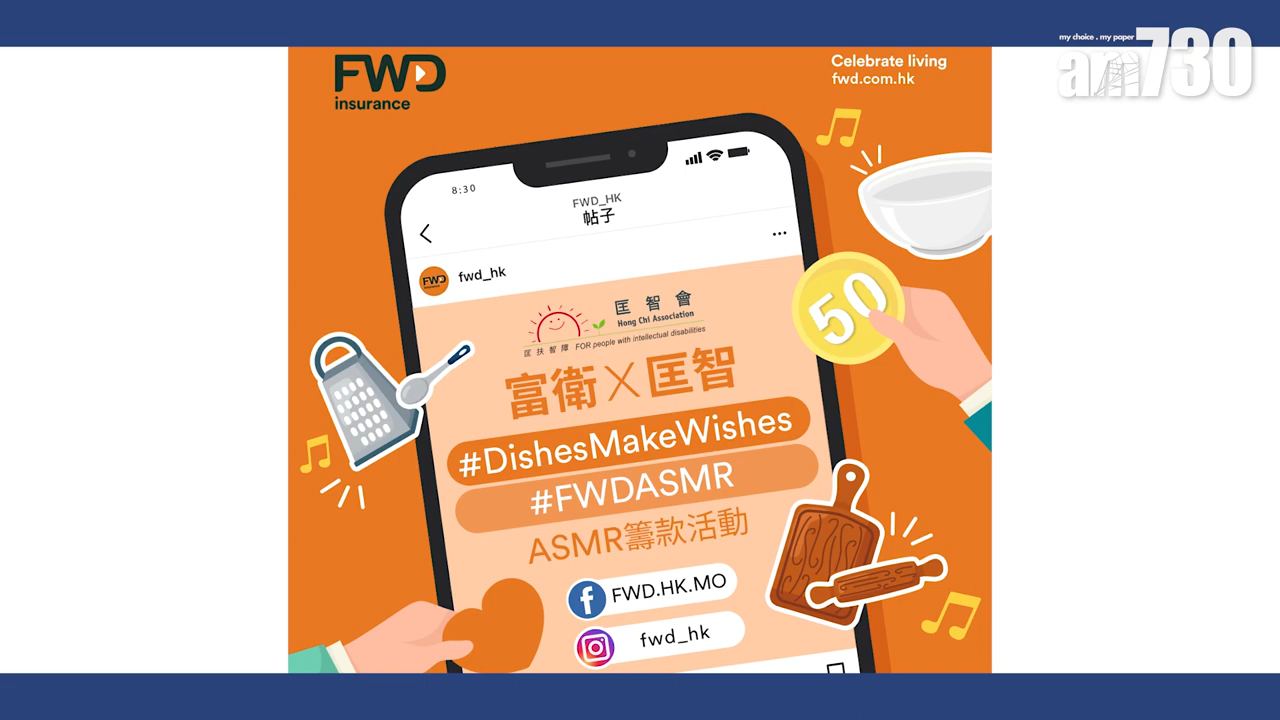 my choice . my paper
am730
FWD
insurance
Celebrate living
fwd.com.hk
8:30
FWD_HK
帖子
FWD
fwd_hk
匡智會
Hong Chi Association
匡扶智障 FOR people with intellectual disabilities
富衛X匡智
#DishesMakeWishes
#FWDASMR
ASMR籌款活動
50
FWD.HK.MO
fwd_hk